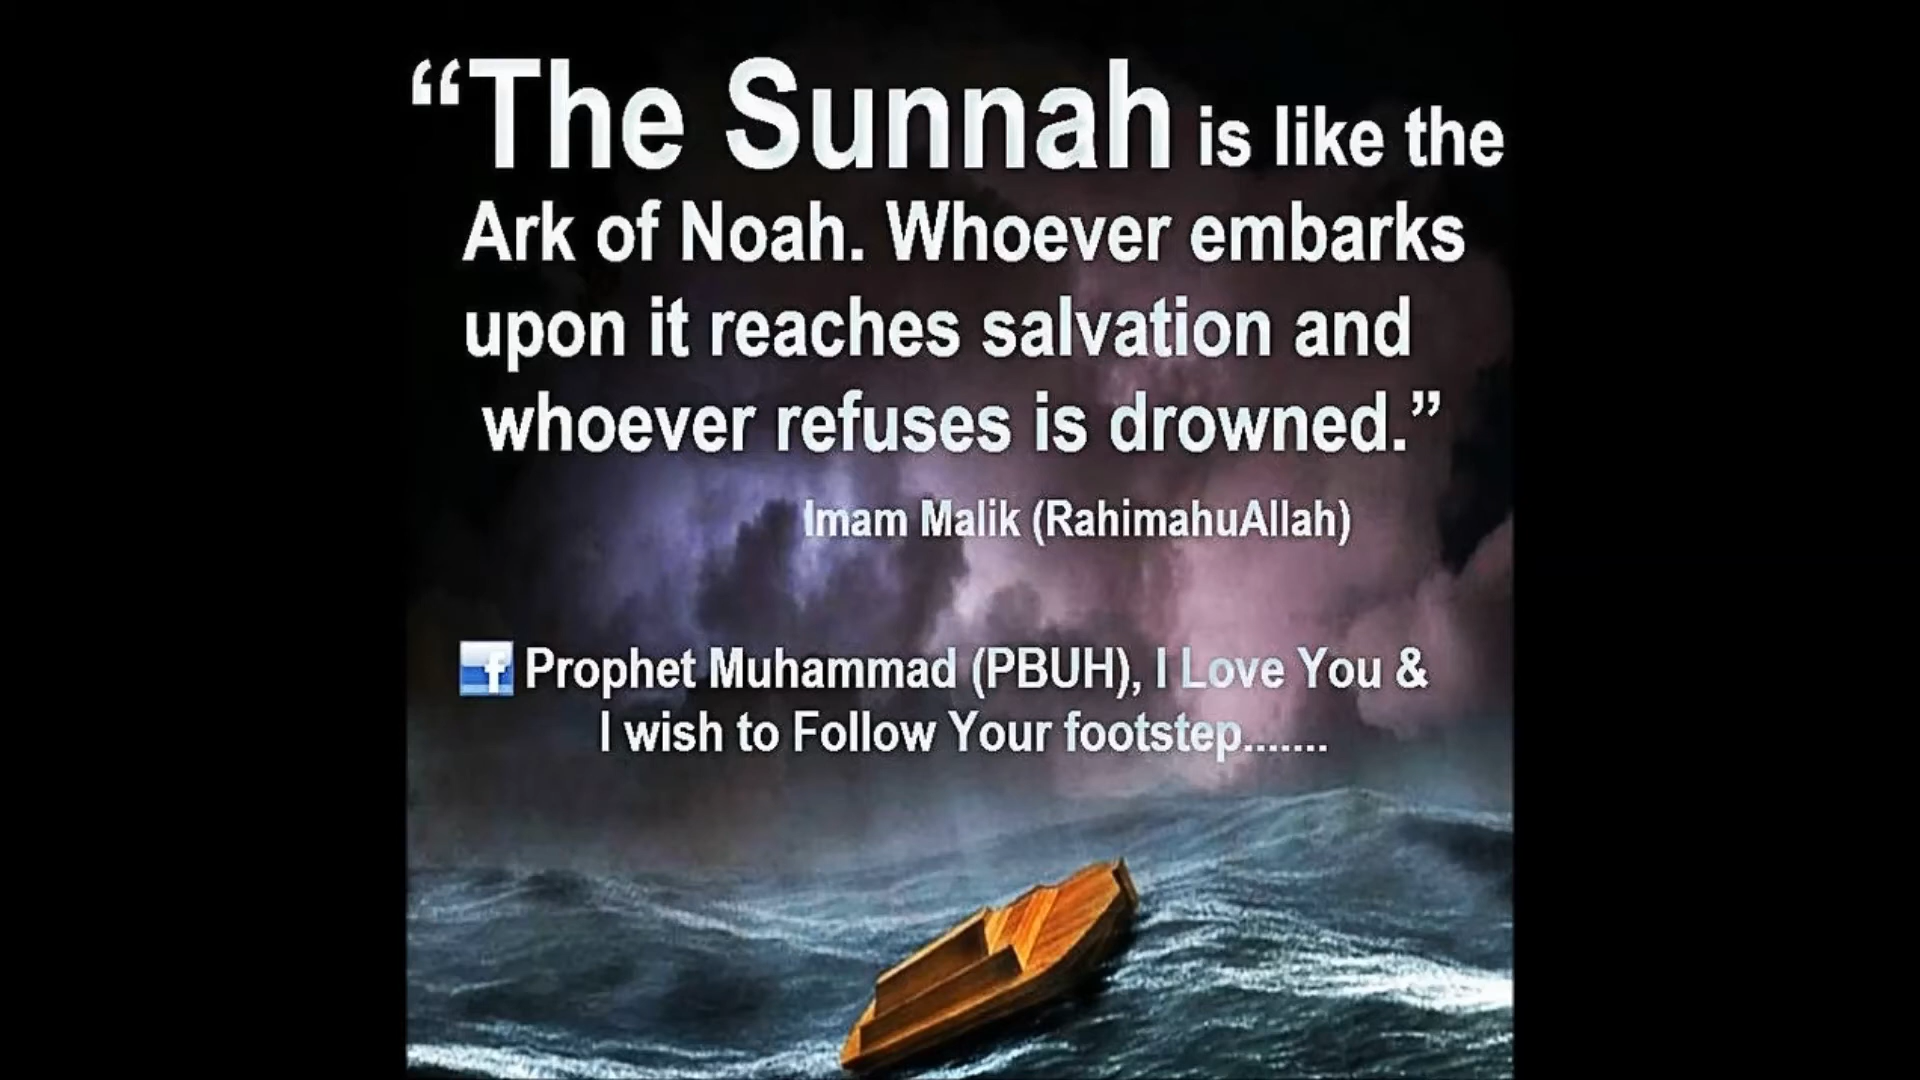 “The Sunnah is like the
Ark of Noah. Whoever embarks
upon it reaches salvation and
whoever refuses is drowned.”
Imam Malik (RahimahuAllah)
f Prophet Muhammad (PBUH), I Love You &
I wish to Follow Your footstep.......